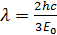 λ = 2hc / 3E₀